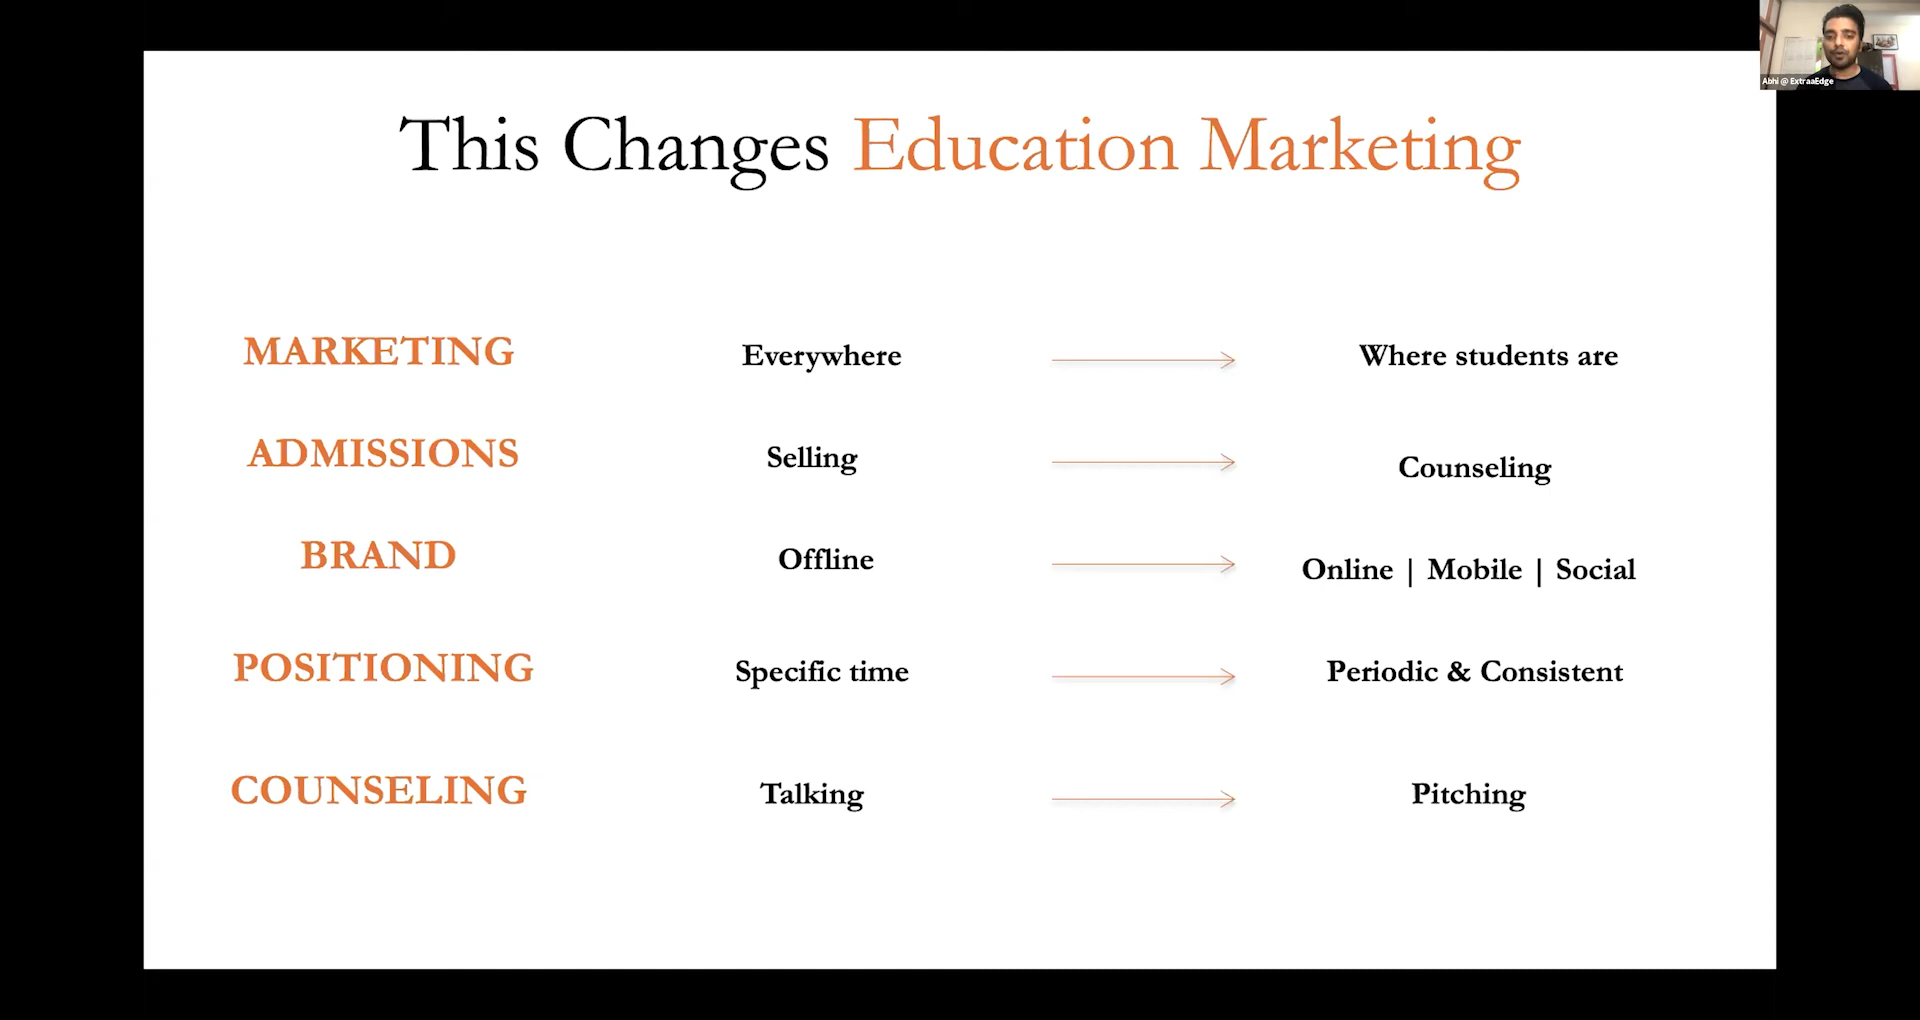 Abhi @ ExtraaEdge
This Changes Education Marketing
MARKETING Everywhere Where students are
ADMISSIONS Selling Counseling
BRAND Offline Online | Mobile | Social
POSITIONING Specific time Periodic & Consistent
COUNSELING Talking Pitching